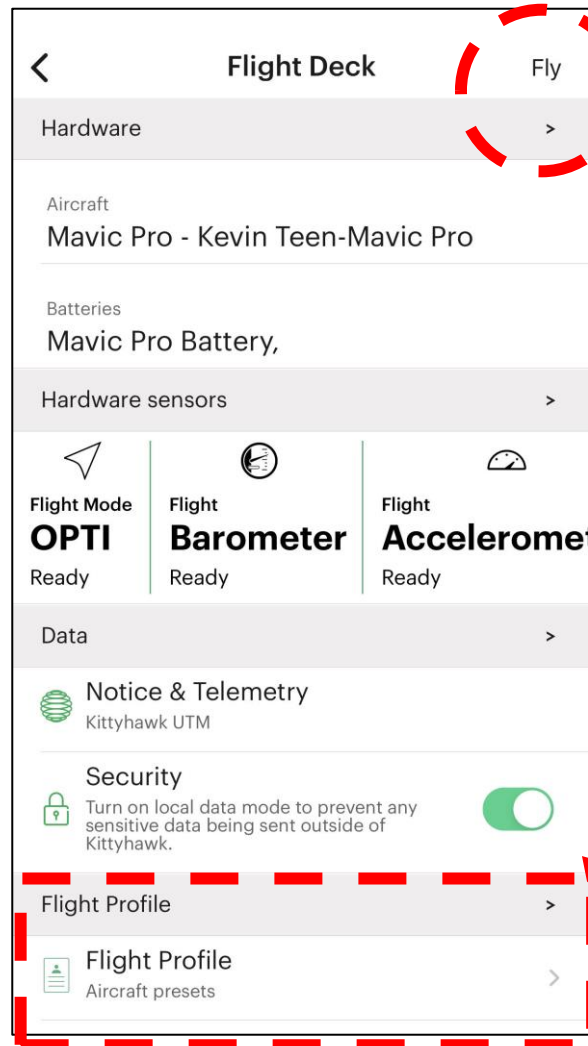 Flight Deck
Fly
Hardware
Aircraft
Mavic Pro - Kevin Teen-Mavic Pro
Batteries
Mavic Pro Battery,
Hardware sensors
Flight Mode
OPTI
Ready
Flight
Barometer
Ready
Flight
Acceleromet
Ready
Data
Notice & Telemetry
Kittyhawk UTM
Security
Turn on local data mode to prevent any
sensitive data being sent outside of
Kittyhawk.
Flight Profile
Flight Profile
Aircraft presets